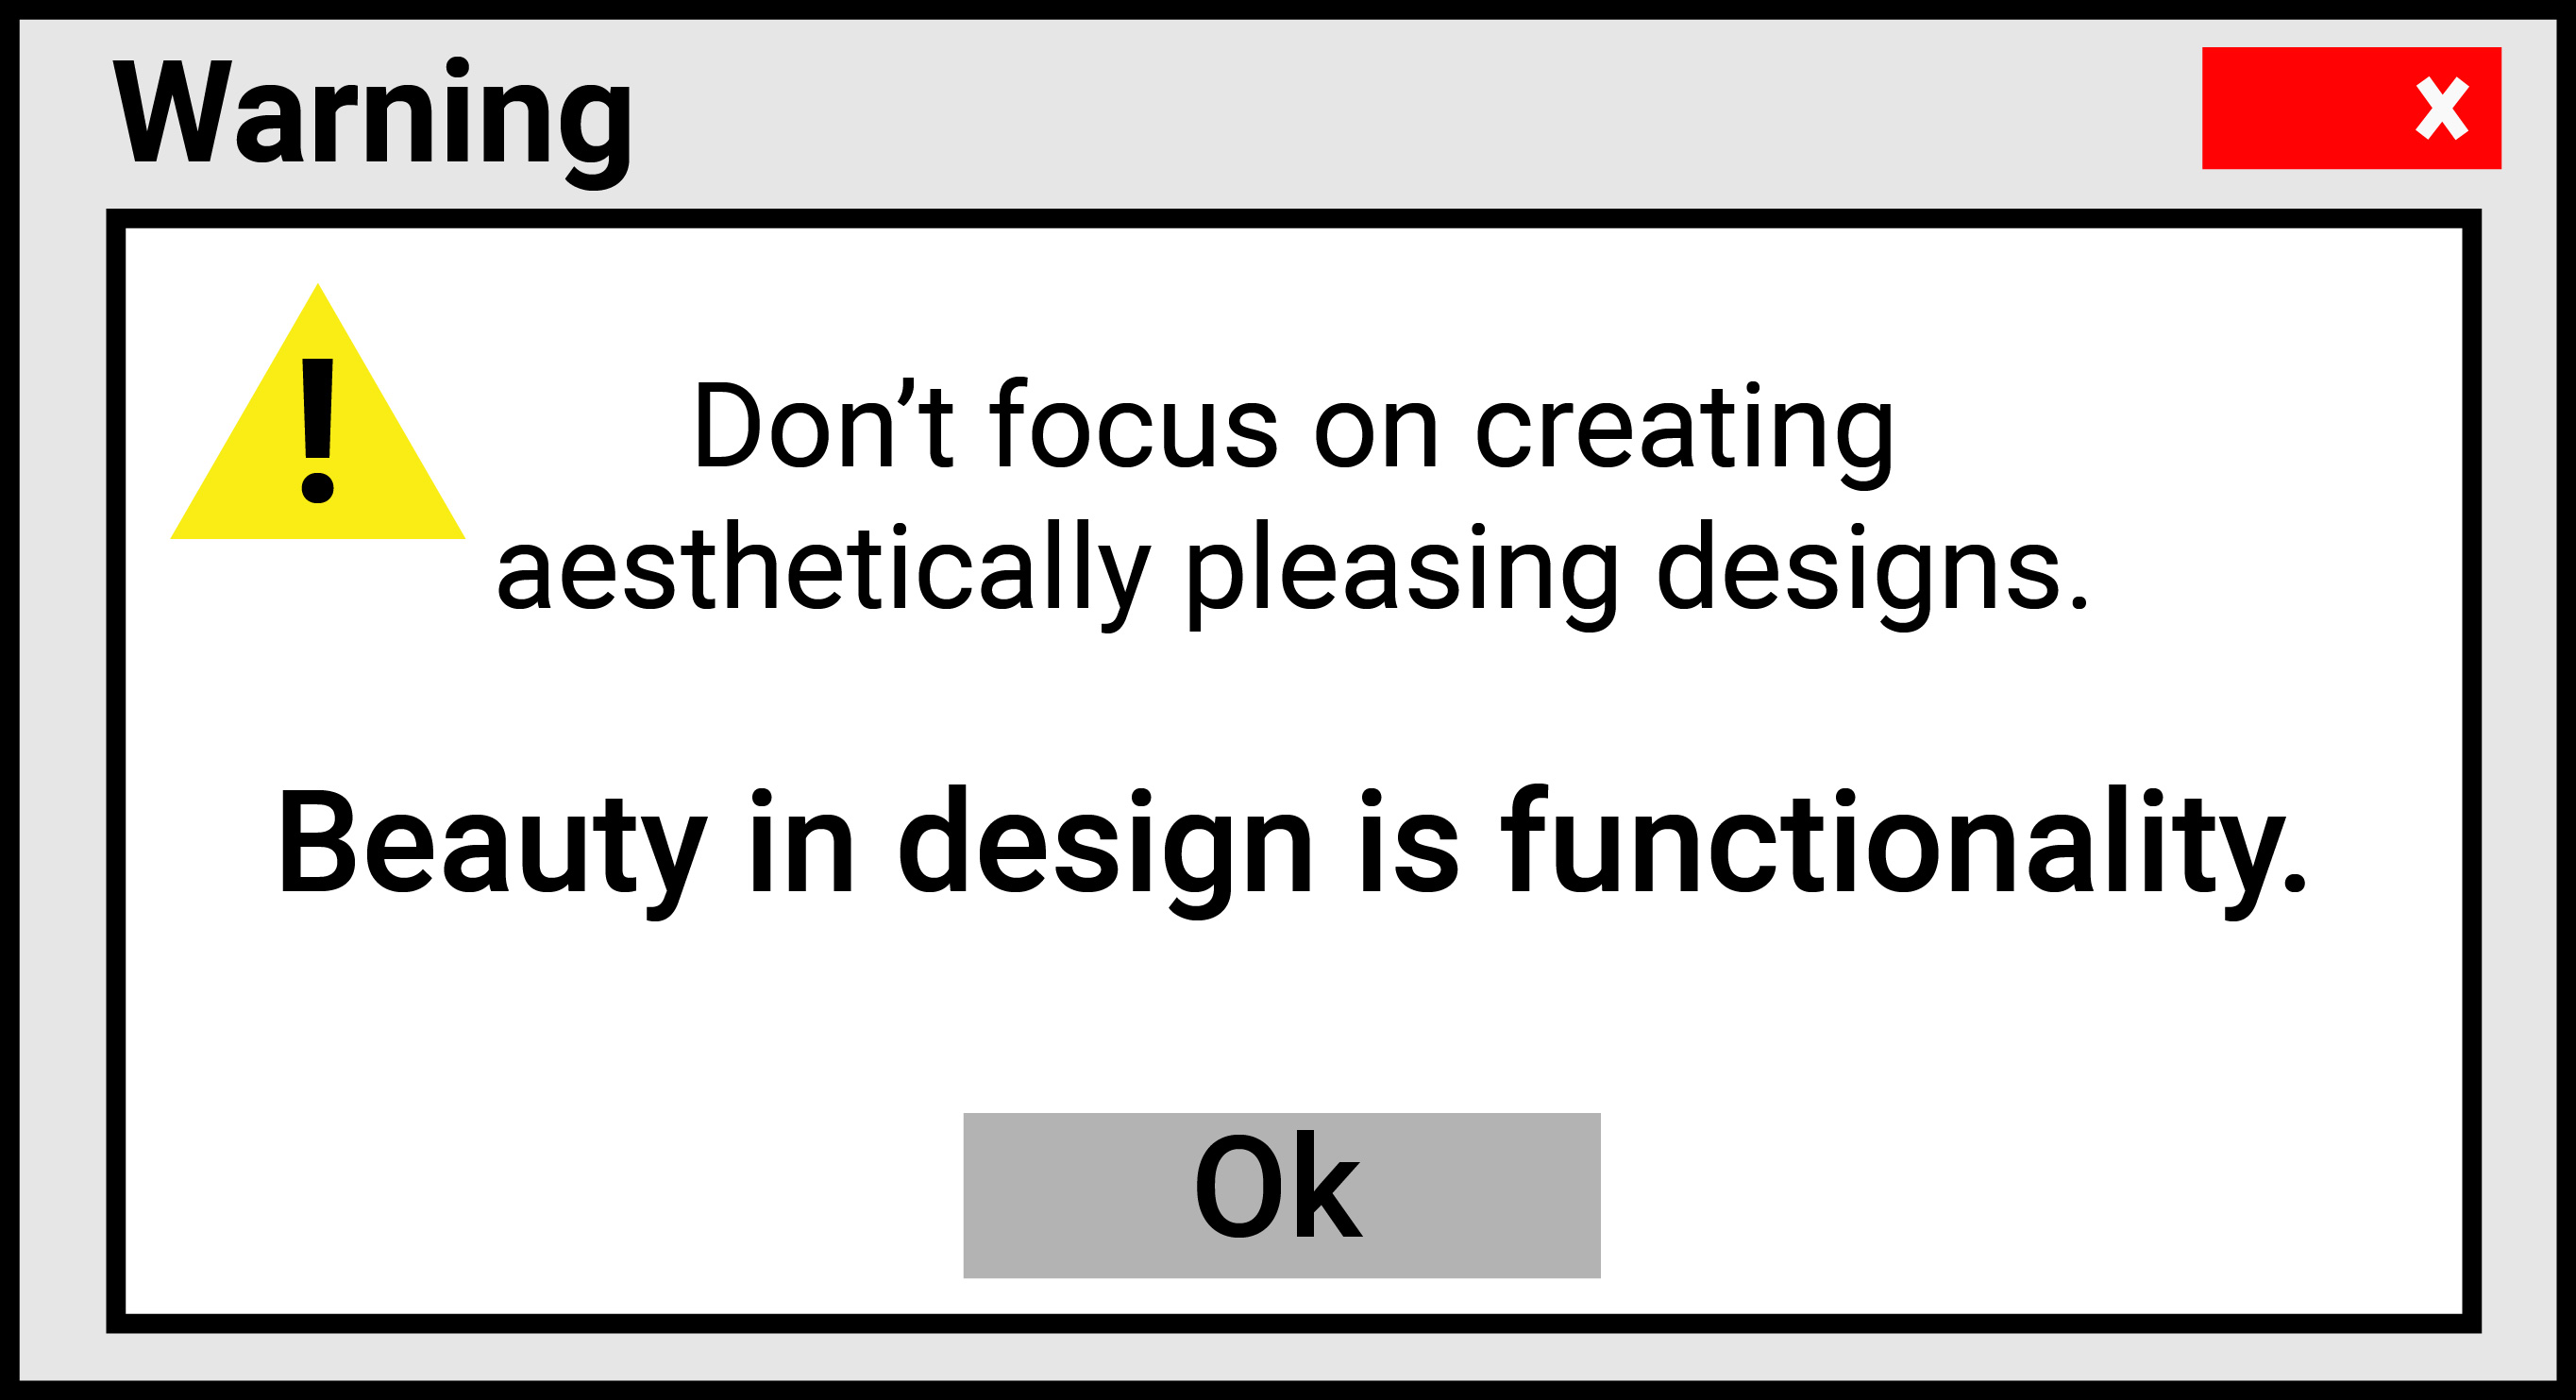 Warning
x
!
Don’t focus on creating
aesthetically pleasing designs.
Beauty in design is functionality.
Ok